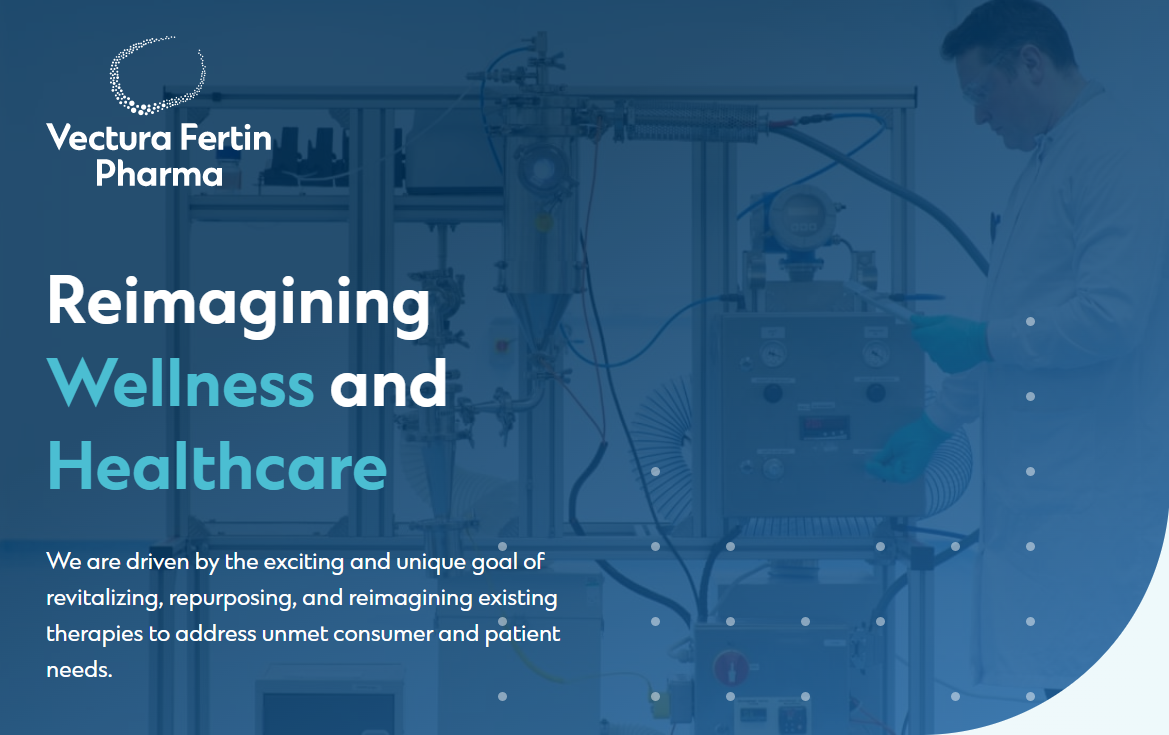 Vectura Fertin
Pharma
Reimagining
Wellness and
Healthcare
We are driven by the exciting and unique goal of
revitalizing, repurposing, and reimagining existing
therapies to address unmet consumer and patient
needs.